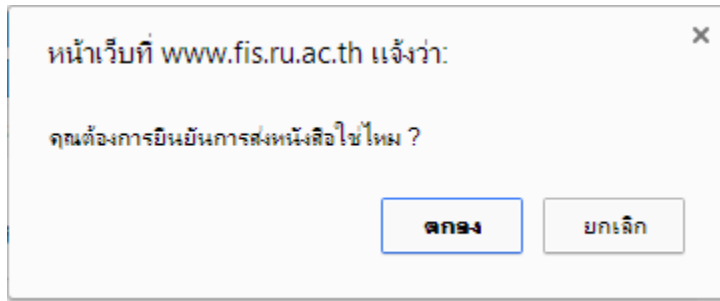 หน้าเว็บที่ www.fis.ru.ac.th แจ้งว่า:
คุณต้องการยินยันการส่งหนังสือใช่ไหม ?
ตกลง ยกเลิก